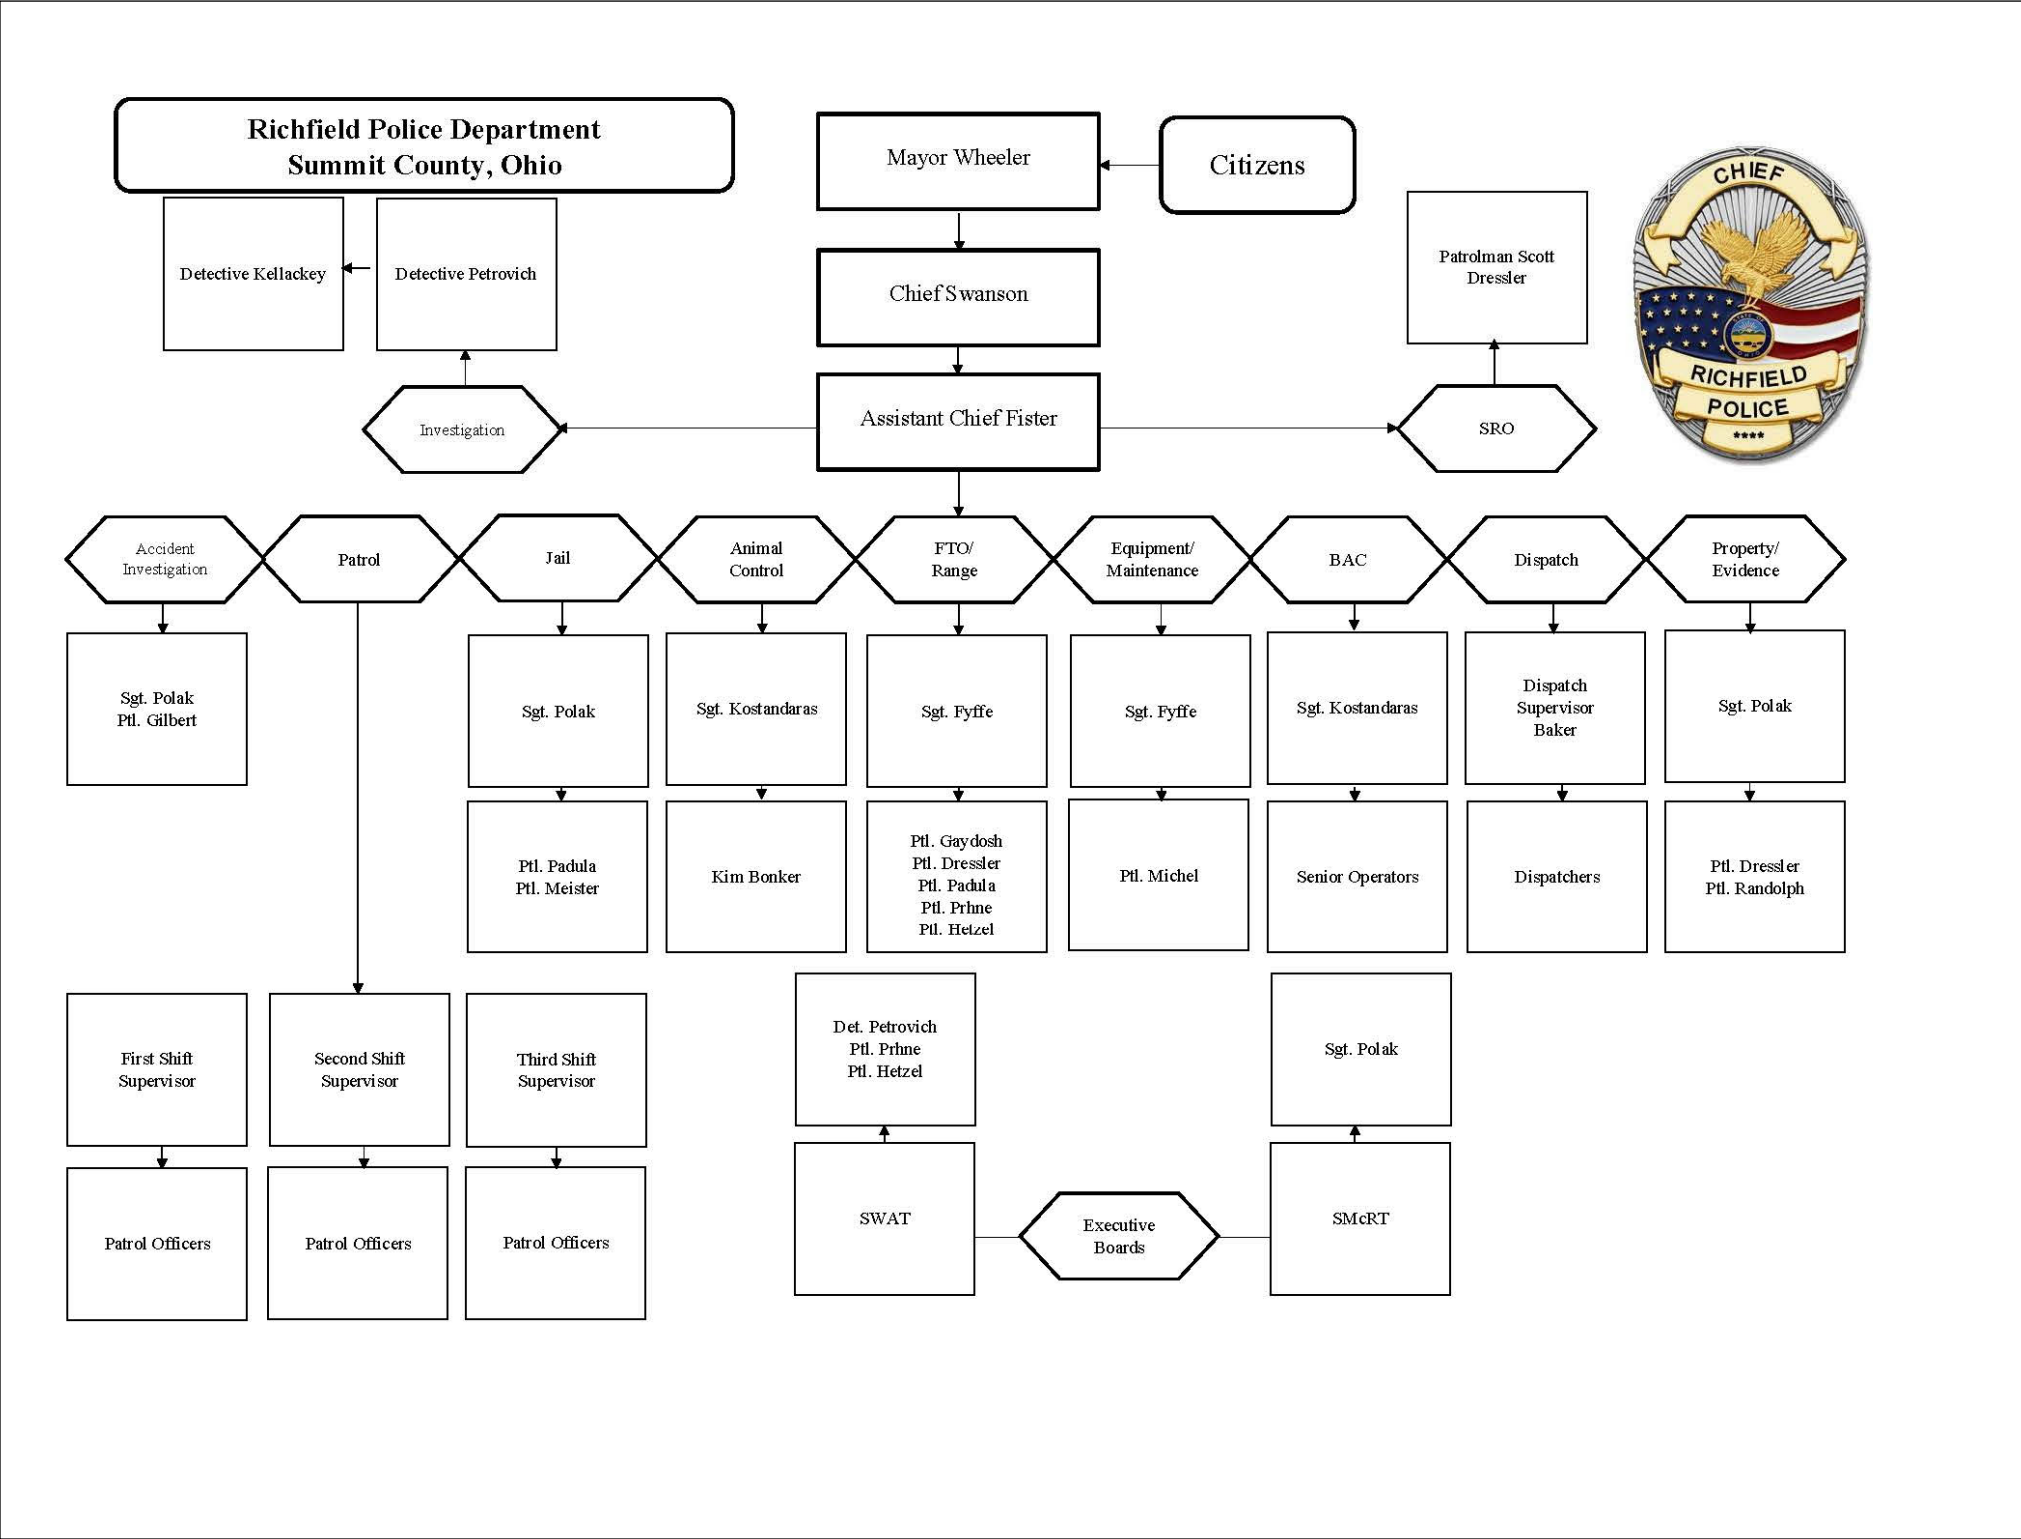 Richfield Police Department
Summit County, Ohio
Mayor Wheeler
Citizens
CHIEF
RICHFIELD
POLICE
****
Detective Kellackey
Detective Petrovich
Chief Swanson
Patrolman Scott
Dressler
Investigation
Assistant Chief Fister
SRO
Accident
Investigation
Patrol
Jail
Animal
Control
FTO/
Range
Equipment/
Maintenance
BAC
Dispatch
Property/
Evidence
Sgt. Polak
Ptl. Gilbert
Sgt. Polak
Sgt. Kostandaras
Sgt. Fyffe
Sgt. Fyffe
Sgt. Kostandaras
Dispatch
Supervisor
Baker
Sgt. Polak
Ptl. Padula
Ptl. Meister
Kim Bonker
Ptl. Gaydosh
Ptl. Dressler
Ptl. Padula
Ptl. Prhne
Ptl. Hetzel
Ptl. Michel
Senior Operators
Dispatchers
Ptl. Dressler
Ptl. Randolph
First Shift
Supervisor
Second Shift
Supervisor
Third Shift
Supervisor
Det. Petrovich
Ptl. Prhne
Ptl. Hetzel
Sgt. Polak
Patrol Officers
Patrol Officers
Patrol Officers
SWAT
Executive
Boards
SMcRT